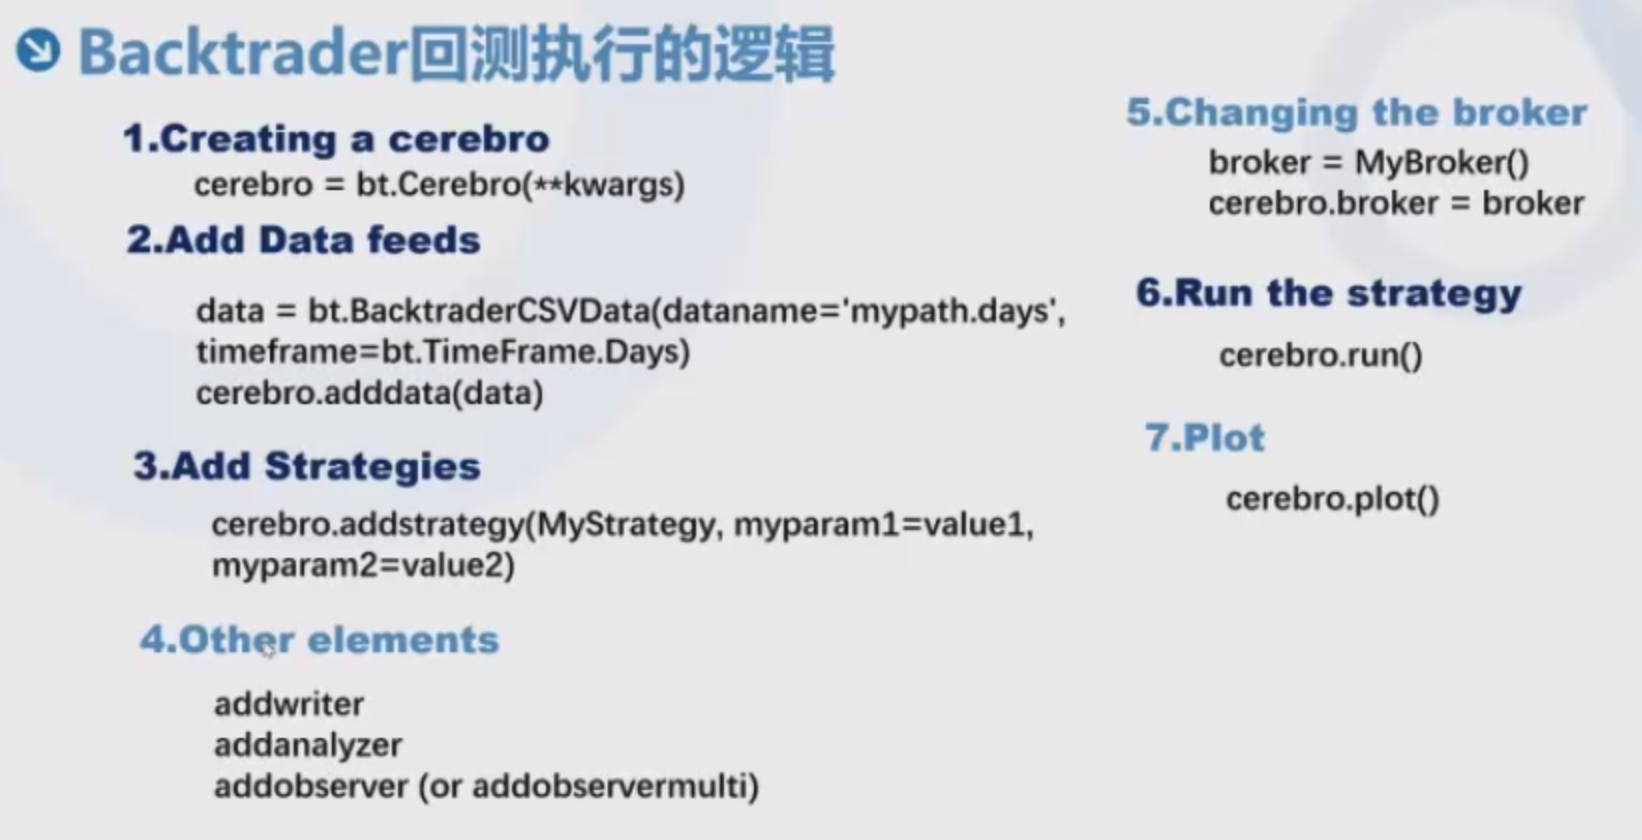 Backtrader回测执行的逻辑
1.Creating a cerebro
cerebro = bt.Cerebro(**kwargs)
2.Add Data feeds
data = bt.BacktraderCSVData(dataname='mypath.days',
timeframe=bt.TimeFrame.Days)
cerebro.adddata(data)
3.Add Strategies
cerebro.addstrategy(MyStrategy, myparam1=value1,
myparam2=value2)
4.Other elements
addwriter
addanalyzer
addobserver (or addobservermulti)
5.Changing the broker
broker = MyBroker()
cerebro.broker = broker
6.Run the strategy
cerebro.run()
7.Plot
cerebro.plot()